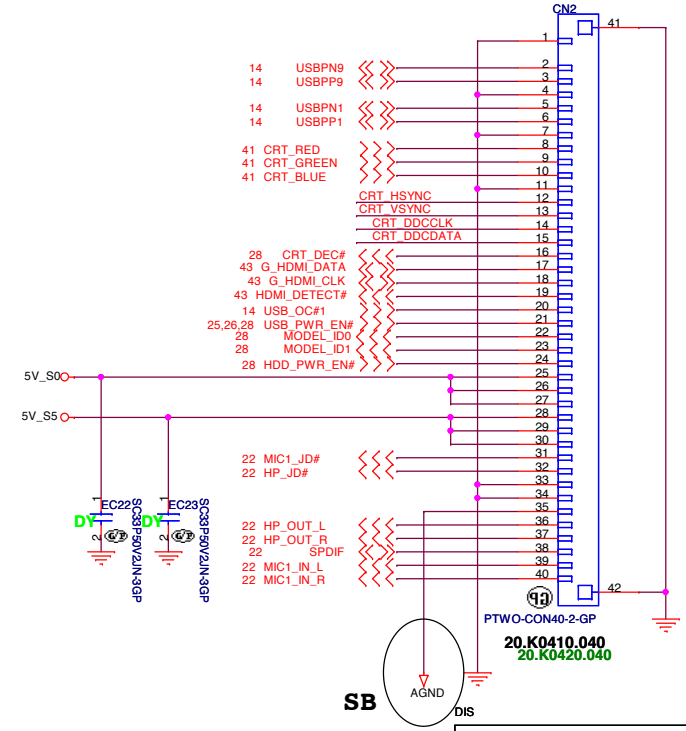 CN2
41
1
14 USBPN9 2
14 USBPP9 3
4
14 USBPN1 5
14 USBPP1 6
7
41 CRT_RED 8
41 CRT_GREEN 9
41 CRT_BLUE 10
11
CRT_HSYNC 12
CRT_VSYNC 13
CRT_DDCCLK 14
CRT_DDCDATA 15
28 CRT_DEC# 16
43 G_HDMI_DATA 17
43 G_HDMI_CLK 18
43 HDMI_DETECT# 19
14 USB_OC#1 20
25,26,28 USB_PWR_EN# 21
28 MODEL_ID0 22
28 MODEL_ID1 23
28 HDD_PWR_EN# 24
5V_S0 25
26
27
5V_S5 28
29
30
22 MIC1_JD# 31
22 HP_JD# 32
33
34
35
22 HP_OUT_L 36
22 HP_OUT_R 37
22 SPDIF 38
22 MIC1_IN_L 39
22 MIC1_IN_R 40
42
1 EC22
DY
2
SC33P50V2JN-3GP
1 EC23
DY
2
SC33P50V2JN-3GP
GP
PTWO-CON40-2-GP
20.K0410.040
20.K0420.040
SB
AGND
DIS